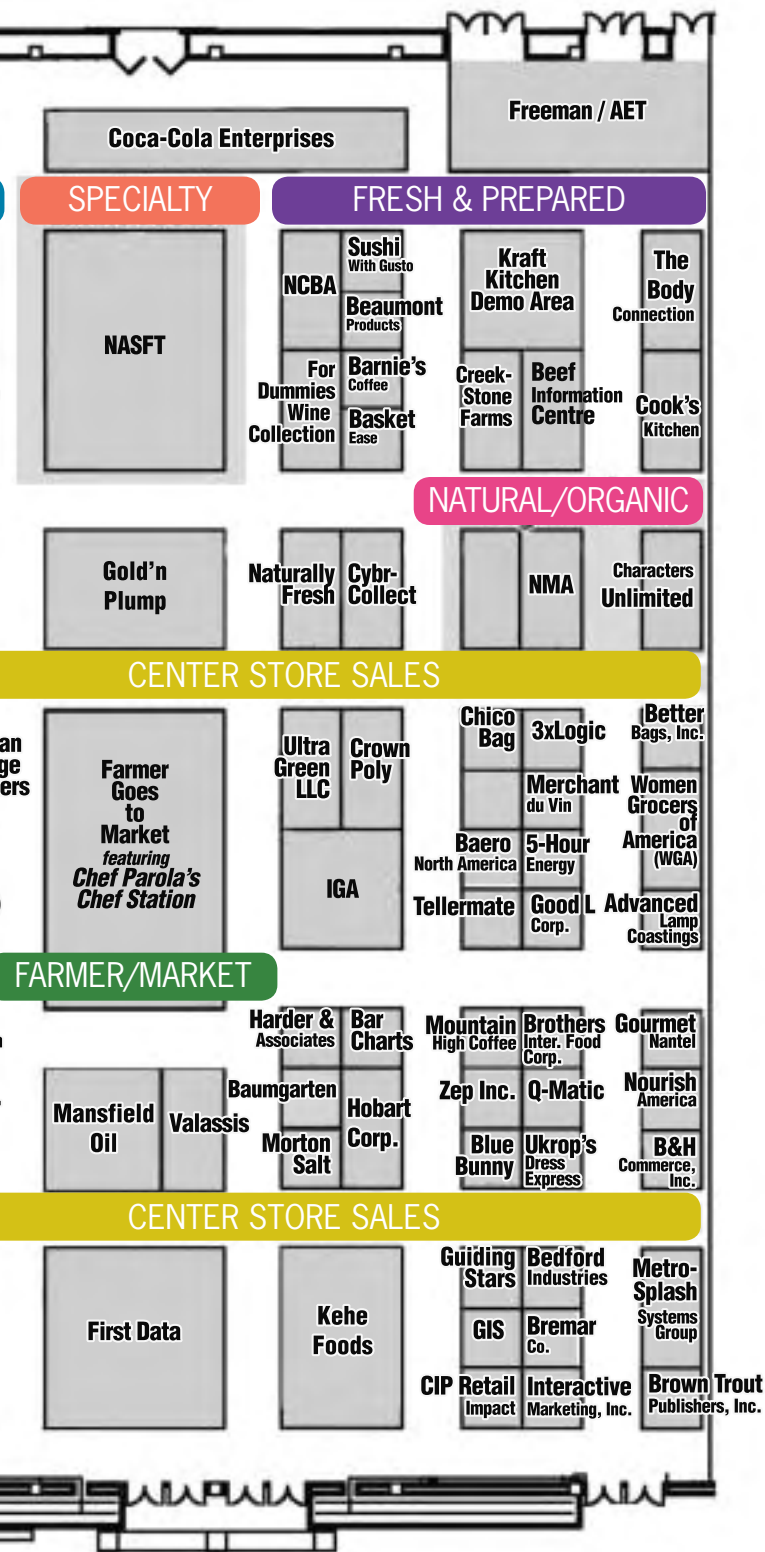 Freeman / AET
Coca-Cola Enterprises
SPECIALTY
FRESH & PREPARED
NASFT
NCBA
Sushi
With Gusto
Beaumont
Products
For
Dummies
Wine
Collection
Barnie's
Coffee
Basket
Ease
Kraft
Kitchen
Demo Area
Creek-
Stone
Farms
Beef
Information
Centre
The
Body
Connection
Cook's
Kitchen
NATURAL/ORGANIC
Gold'n
Plump
Naturally
Fresh
Cybr-
Collect
NMA
Characters
Unlimited
CENTER STORE SALES
an
ge
ers
Farmer
Goes
to
Market
featuring
Chef Parola's
Chef Station
Ultra
Green
LLC
Crown
Poly
IGA
Chico
Bag
3xLogic
Merchant
du Vin
Baero
North America
5-Hour
Energy
Tellermate
Good L
Corp.
Better
Bags, Inc.
Women
Grocers
of
America
(WGA)
Advanced
Lamp
Coastings
FARMER/MARKET
Mansfield
Oil
Valassis
Harder &
Associates
Bar
Charts
Baumgarten
Hobart
Corp.
Morton
Salt
Mountain
High Coffee
Brothers
Inter. Food
Corp.
Zep Inc.
Q-Matic
Blue
Bunny
Ukrop's
Dress
Express
Gourmet
Nantel
Nourish
America
B&H
Commerce,
Inc.
CENTER STORE SALES
First Data
Kehe
Foods
Guiding
Stars
Bedford
Industries
GIS
Bremar
Co.
CIP Retail
Impact
Interactive
Marketing, Inc.
Metro-
Splash
Systems
Group
Brown Trout
Publishers, Inc.